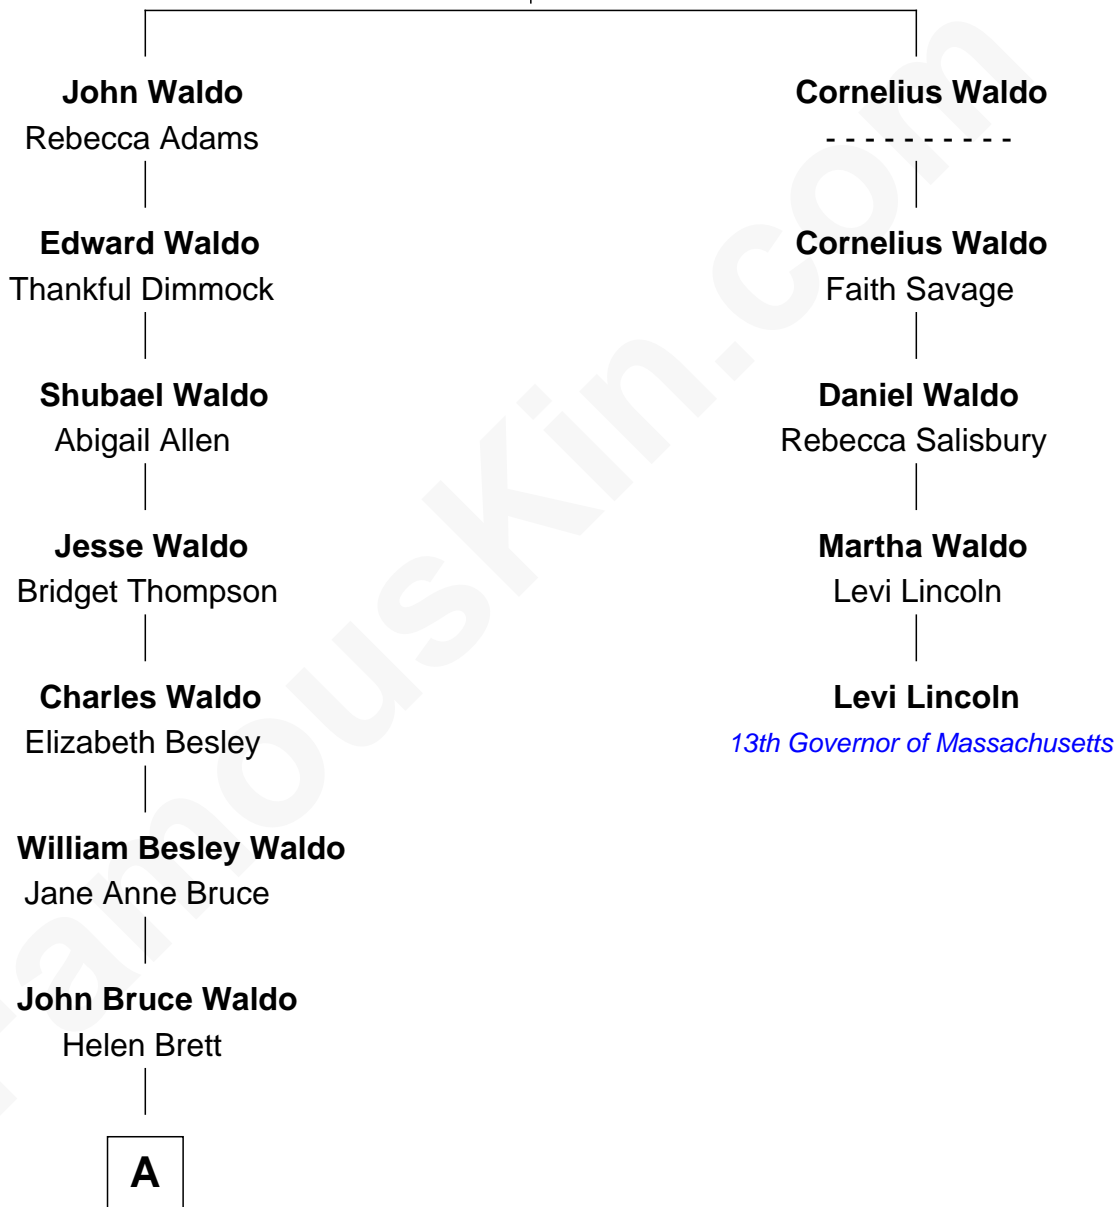 John Waldo
Rebecca Adams
Edward Waldo
Thankful Dimmock
Shubael Waldo
Abigail Allen
Jesse Waldo
Bridget Thompson
Charles Waldo
Elizabeth Besley
William Besley Waldo
Jane Anne Bruce
John Bruce Waldo
Helen Brett
A
Cornelius Waldo
- - - - - - - - - -
Cornelius Waldo
Faith Savage
Daniel Waldo
Rebecca Salisbury
Martha Waldo
Levi Lincoln
Levi Lincoln
13th Governor of Massachusetts
FamousKin.com